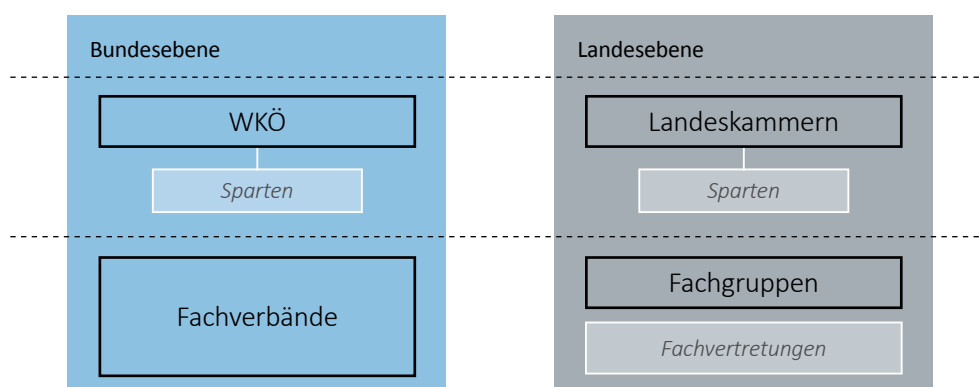 Bundesebene
Landesebene
WKÖ
Landeskammern
Sparten
Sparten
Fachverbände
Fachgruppen
Fachvertretungen